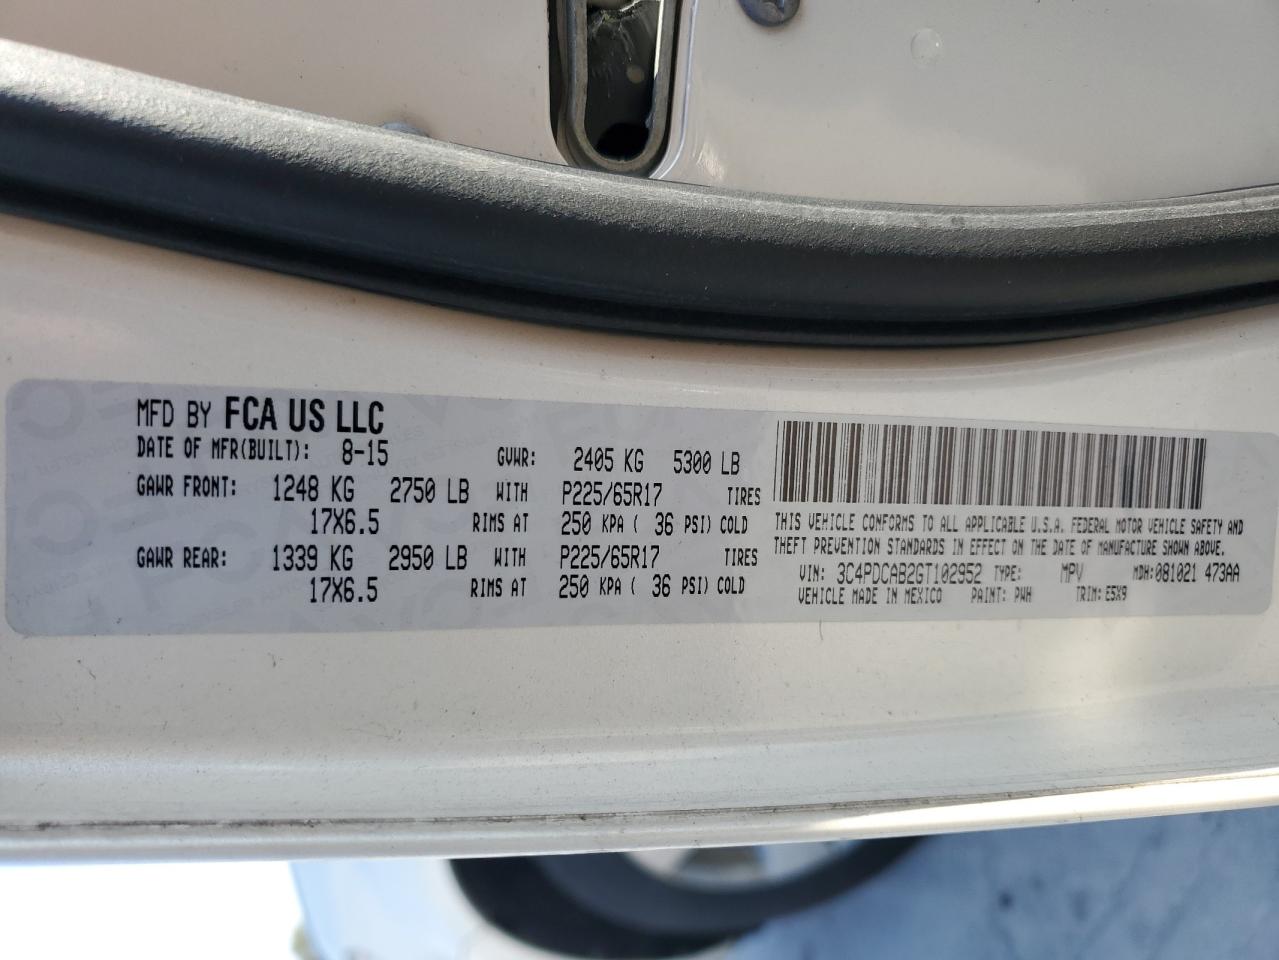 MFD BY FCA US LLC
DATE OF MFR(BUILT): 8-15 GVWR: 2405 KG 5300 LB
GAWR FRONT: 1248 KG 2750 LB WITH P225/65R17 TIRES
17X6.5 RIMS AT 250 KPA ( 36 PSI) COLD
GAWR REAR: 1339 KG 2950 LB WITH P225/65R17 TIRES
17X6.5 RIMS AT 250 KPA ( 36 PSI) COLD
THIS VEHICLE CONFORMS TO ALL APPLICABLE U.S.A. FEDERAL MOTOR VEHICLE SAFETY AND
THEFT PREVENTION STANDARDS IN EFFECT ON THE DATE OF MANUFACTURE SHOWN ABOVE.
VIN: 3C4PDCAB2GT102952 TYPE: MPV MDH:081021 473AA
VEHICLE MADE IN MEXICO PAINT: PWH TRIM: E5X9